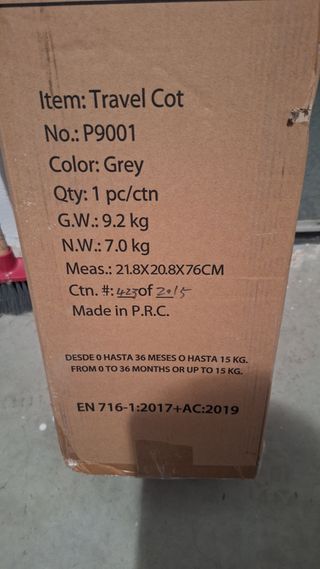 Item: Travel Cot
No.: P9001
Color: Grey
Qty: 1 pc/ctn
G.W.: 9.2 kg
N.W.: 7.0 kg
Meas.: 21.8X20.8X76CM
Ctn. #: 423 of 2015
Made in P.R.C.
DESDE 0 HASTA 36 MESES O HASTA 15 KG.
FROM 0 TO 36 MONTHS OR UP TO 15 KG.
EN 716-1:2017+AC:2019